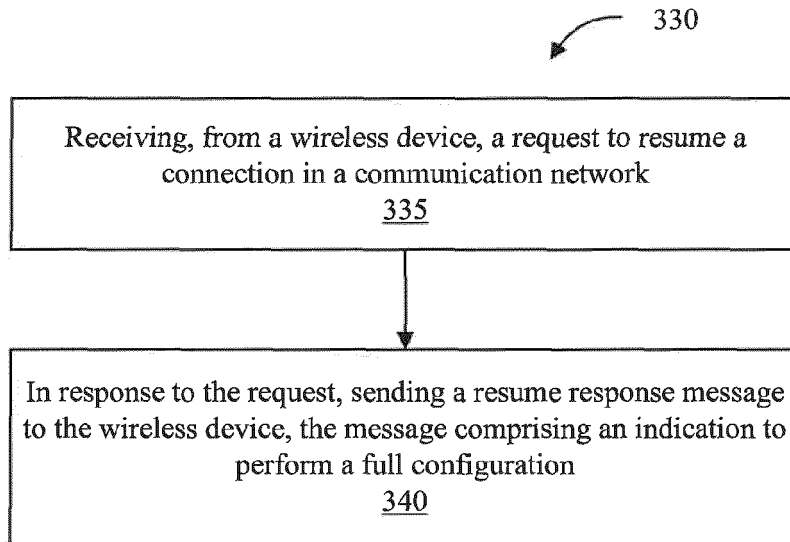 330
Receiving, from a wireless device, a request to resume a
connection in a communication network
335
In response to the request, sending a resume response message
to the wireless device, the message comprising an indication to
perform a full configuration
340